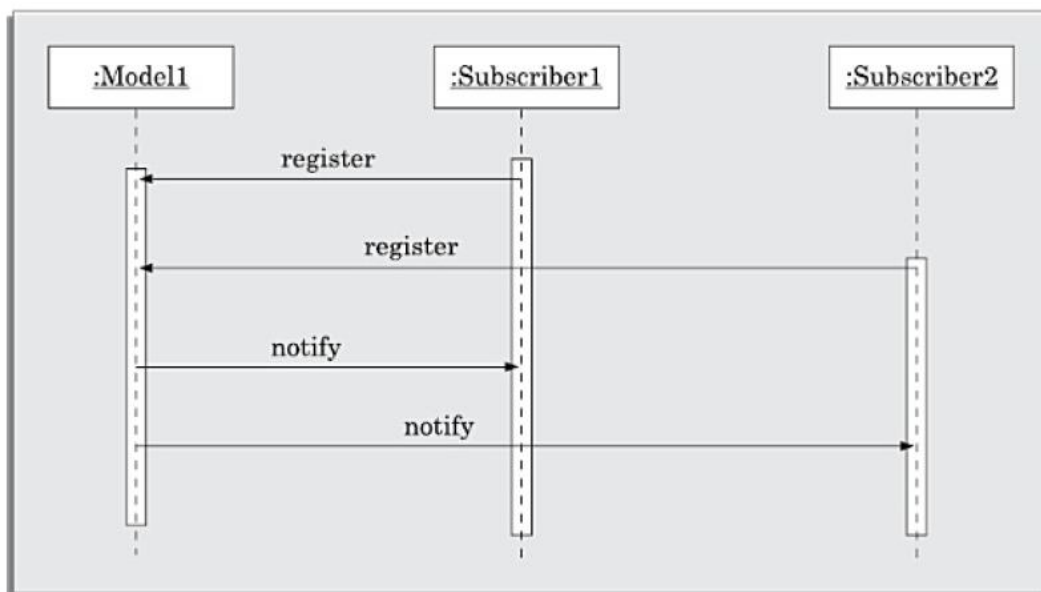 :Model1
:Subscriber1
:Subscriber2
register
register
notify
notify